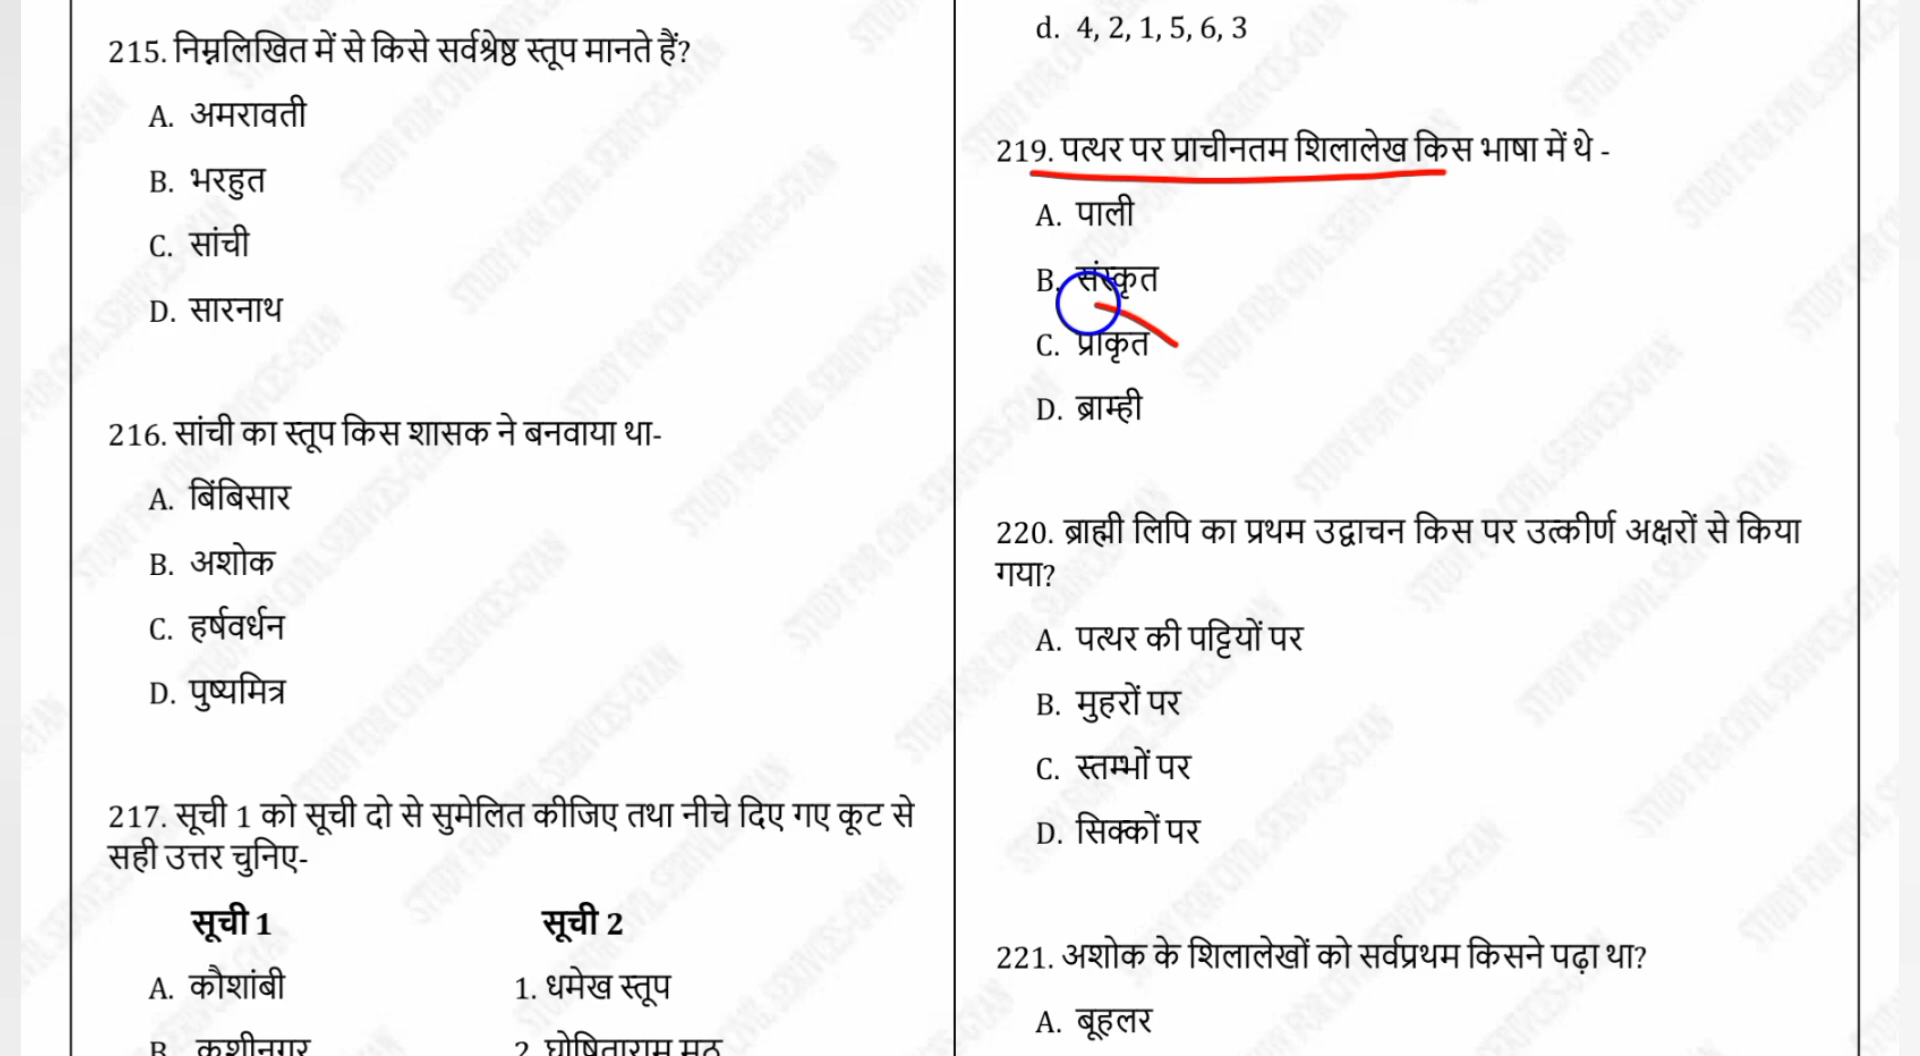 215. निम्नलिखित में से किसे सर्वश्रेष्ठ स्तूप मानते हैं?
A. अमरावती
B. भरहुत
C. सांची
D. सारनाथ
216. सांची का स्तूप किस शासक ने बनवाया था-
A. बिंबिसार
B. अशोक
C. हर्षवर्धन
D. पुष्यमित्र
217. सूची 1 को सूची दो से सुमेलित कीजिए तथा नीचे दिए गए कूट से
सही उत्तर चुनिए-
सूची 1 सूची 2
A. कौशांबी 1. धमेख स्तूप
B. कुशीनगर 2. घोषिताराम मठ
d. 4, 2, 1, 5, 6, 3
219. पत्थर पर प्राचीनतम शिलालेख किस भाषा में थे -
A. पाली
B. संस्कृत
C. प्राकृत
D. ब्राम्ही
220. ब्राह्मी लिपि का प्रथम उद्वाचन किस पर उत्कीर्ण अक्षरों से किया
गया?
A. पत्थर की पट्टियों पर
B. मुहरों पर
C. स्तम्भों पर
D. सिक्कों पर
221. अशोक के शिलालेखों को सर्वप्रथम किसने पढ़ा था?
A. बूहलर